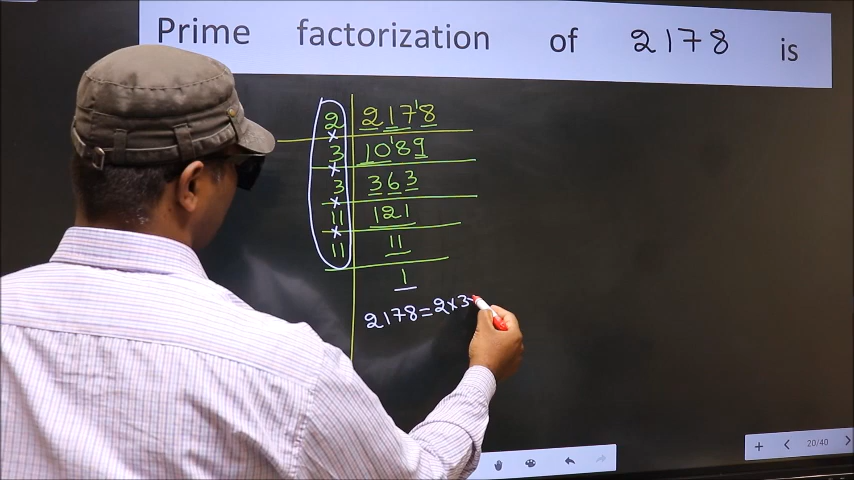 Prime factorization of 2178 is
2 | 2178
3 | 1089
3 | 363
11 | 121
11 | 11
1
2178=2×3
20/40